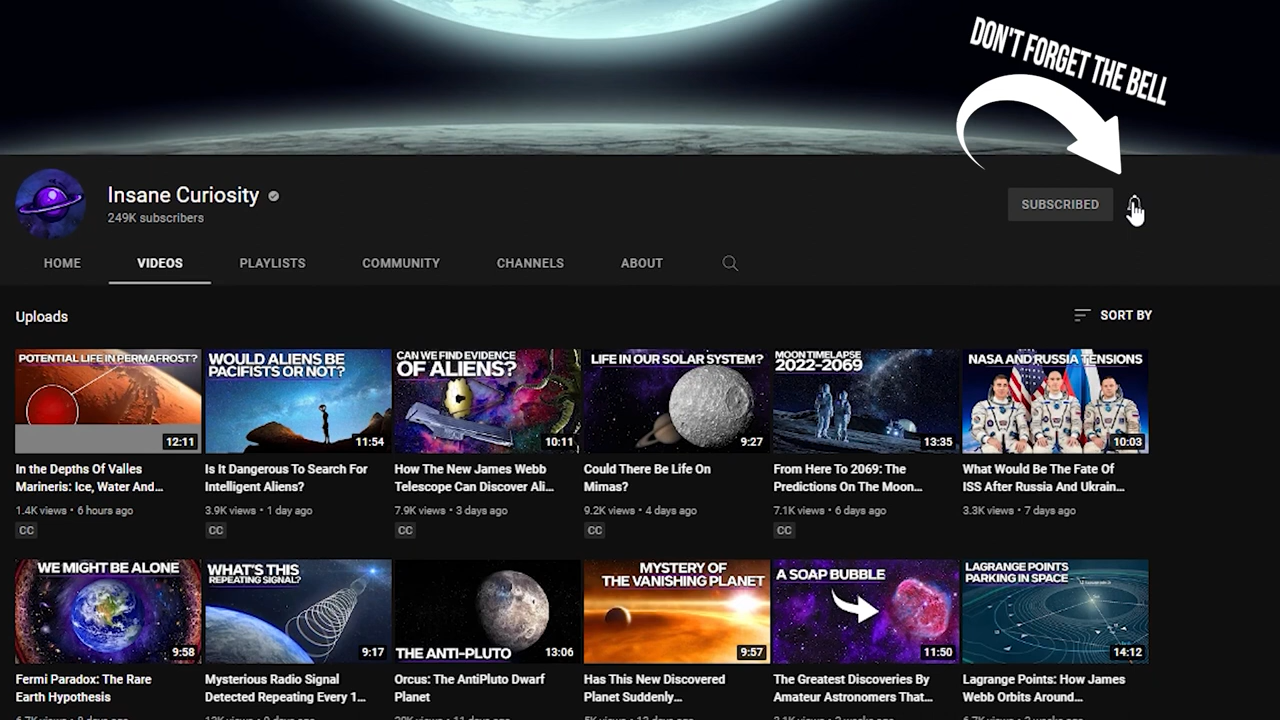 DON'T FORGET THE BELL
Insane Curiosity
249K subscribers
SUBSCRIBED
HOME
VIDEOS
PLAYLISTS
COMMUNITY
CHANNELS
ABOUT
Uploads
SORT BY
POTENTIAL LIFE IN PERMAFROST?
12:11
WOULD ALIENS BE
PACIFISTS OR NOT?
11:54
CAN WE FIND EVIDENCE
OF ALIENS?
10:11
LIFE IN OUR SOLAR SYSTEM?
9:27
MOON TIMELAPSE
2022-2069
13:35
NASA AND RUSSIA TENSIONS
10:03
In the Depths Of Valles
Marineris: Ice, Water And...
1.4K views • 6 hours ago
CC
Is It Dangerous To Search For
Intelligent Aliens?
3.9K views • 1 day ago
CC
How The New James Webb
Telescope Can Discover Ali...
7.9K views • 3 days ago
CC
Could There Be Life On
Mimas?
9.2K views • 4 days ago
CC
From Here To 2069: The
Predictions On The Moon...
7.1K views • 6 days ago
CC
What Would Be The Fate Of
ISS After Russia And Ukrain...
3.3K views • 7 days ago
WE MIGHT BE ALONE
9:58
WHAT'S THIS
REPEATING SIGNAL?
9:17
THE ANTI-PLUTO
13:06
MYSTERY OF
THE VANISHING PLANET
9:57
A SOAP BUBBLE
11:50
LAGRANGE POINTS
PARKING IN SPACE
14:12
Fermi Paradox: The Rare
Earth Hypothesis
Mysterious Radio Signal
Detected Repeating Every 1...
Orcus: The AntiPluto Dwarf
Planet
Has This New Discovered
Planet Suddenly...
The Greatest Discoveries By
Amateur Astronomers That...
Lagrange Points: How James
Webb Orbits Around...